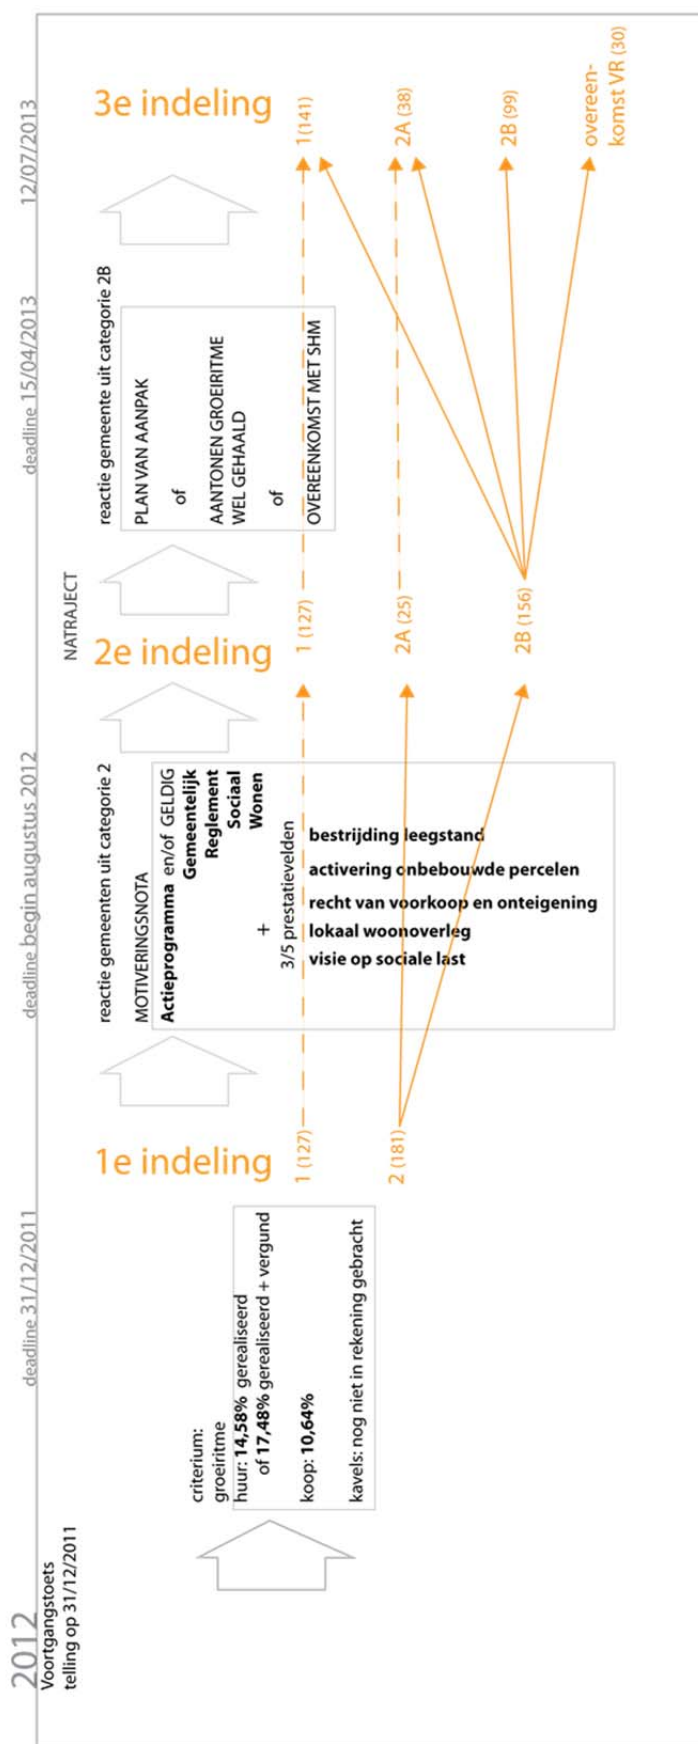 2012
Voortgangstoets
telling op 31/12/2011
deadline 31/12/2011
criterium:
groeiritme
huur: 14,58% gerealiseerd
of 17,48% gerealiseerd + vergund
koop: 10,64%
kavels: nog niet in rekening gebracht
1e indeling
1 (127)
2 (181)
deadline begin augustus 2012
reactie gemeenten uit categorie 2
MOTIVERINGSNOTA
Actieprogramma en/of GELDIG
Gemeentelijk
Reglement
Sociaal
Wonen
+
3/5 prestatievelden
bestrijding leegstand
activering onbebouwde percelen
recht van voorkoop en onteigening
lokaal woonoverleg
visie op sociale last
NATRAJECT
2e indeling
1 (127)
2A (25)
2B (156)
deadline 15/04/2013
reactie gemeente uit categorie 2B
PLAN VAN AANPAK
of
AANTONEN GROEIRITME
WEL GEHAALD
of
OVEREENKOMST MET SHM
12/07/2013
3e indeling
1(141)
2A (38)
2B (99)
overeen-
komst VR (30)